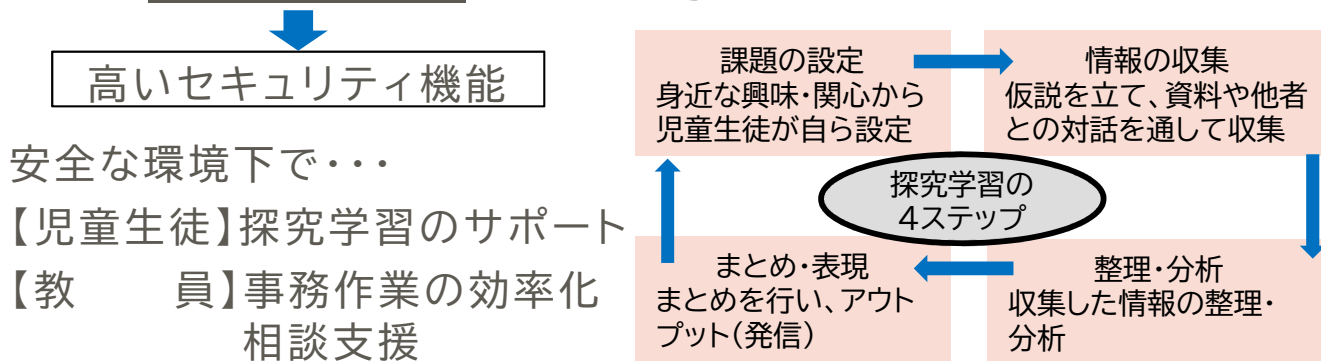 高いセキュリティ機能
安全な環境下で・・・
【児童生徒】探究学習のサポート
【教　　員】事務作業の効率化
相談支援
課題の設定
身近な興味・関心から
児童生徒が自ら設定
情報の収集
仮説を立て、資料や他者
との対話を通して収集
探究学習の
4ステップ
まとめ・表現
まとめを行い、アウト
プット（発信）
整理・分析
収集した情報の整理・
分析